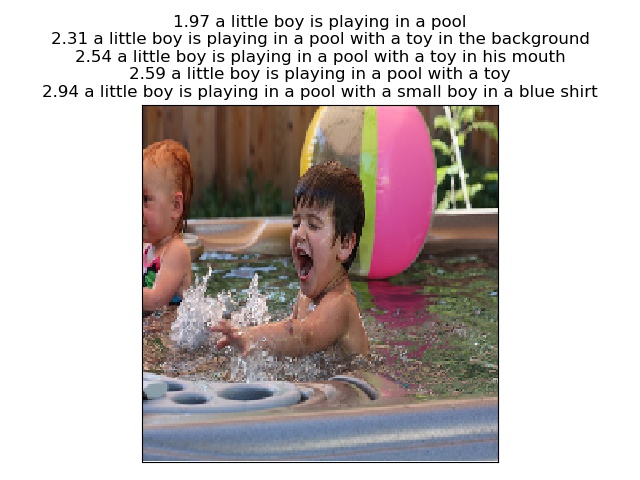 1.97 a little boy is playing in a pool
2.31 a little boy is playing in a pool with a toy in the background
2.54 a little boy is playing in a pool with a toy in his mouth
2.59 a little boy is playing in a pool with a toy
2.94 a little boy is playing in a pool with a small boy in a blue shirt